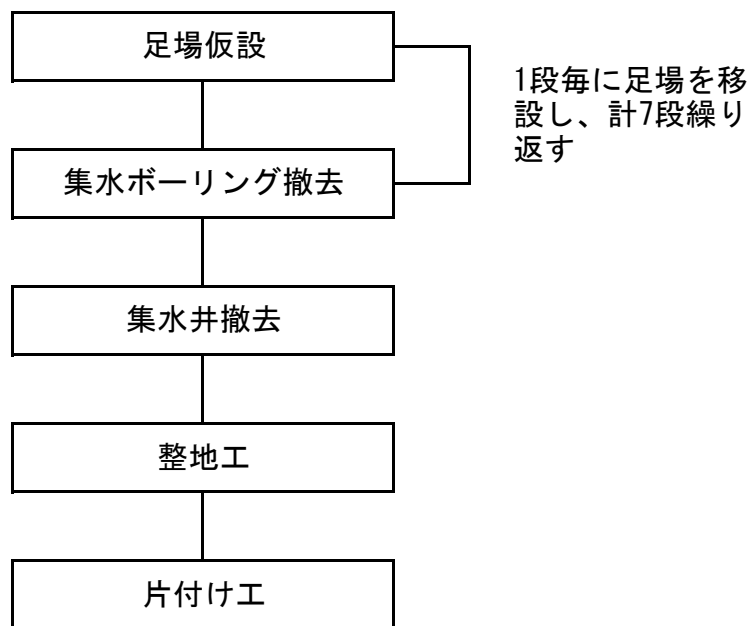 足場仮設
1段毎に足場を移
設し、計7段繰り
返す
集水ボーリング撤去
集水井撤去
整地工
片付け工